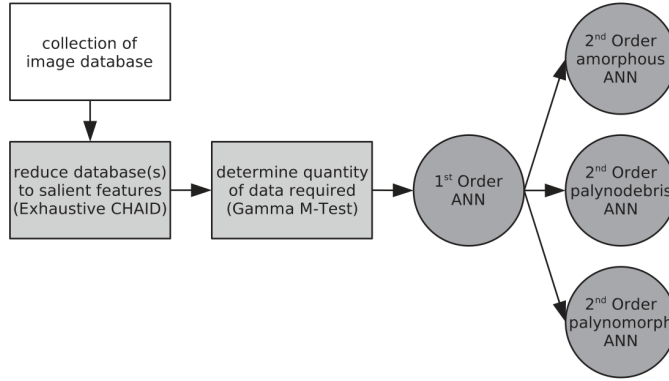 collection of
image database
reduce database(s)
to salient features
(Exhaustive CHAID)
determine quantity
of data required
(Gamma M-Test)
1st Order
ANN
2nd Order
amorphous
ANN
2nd Order
palynodebris
ANN
2nd Order
palynomorph
ANN